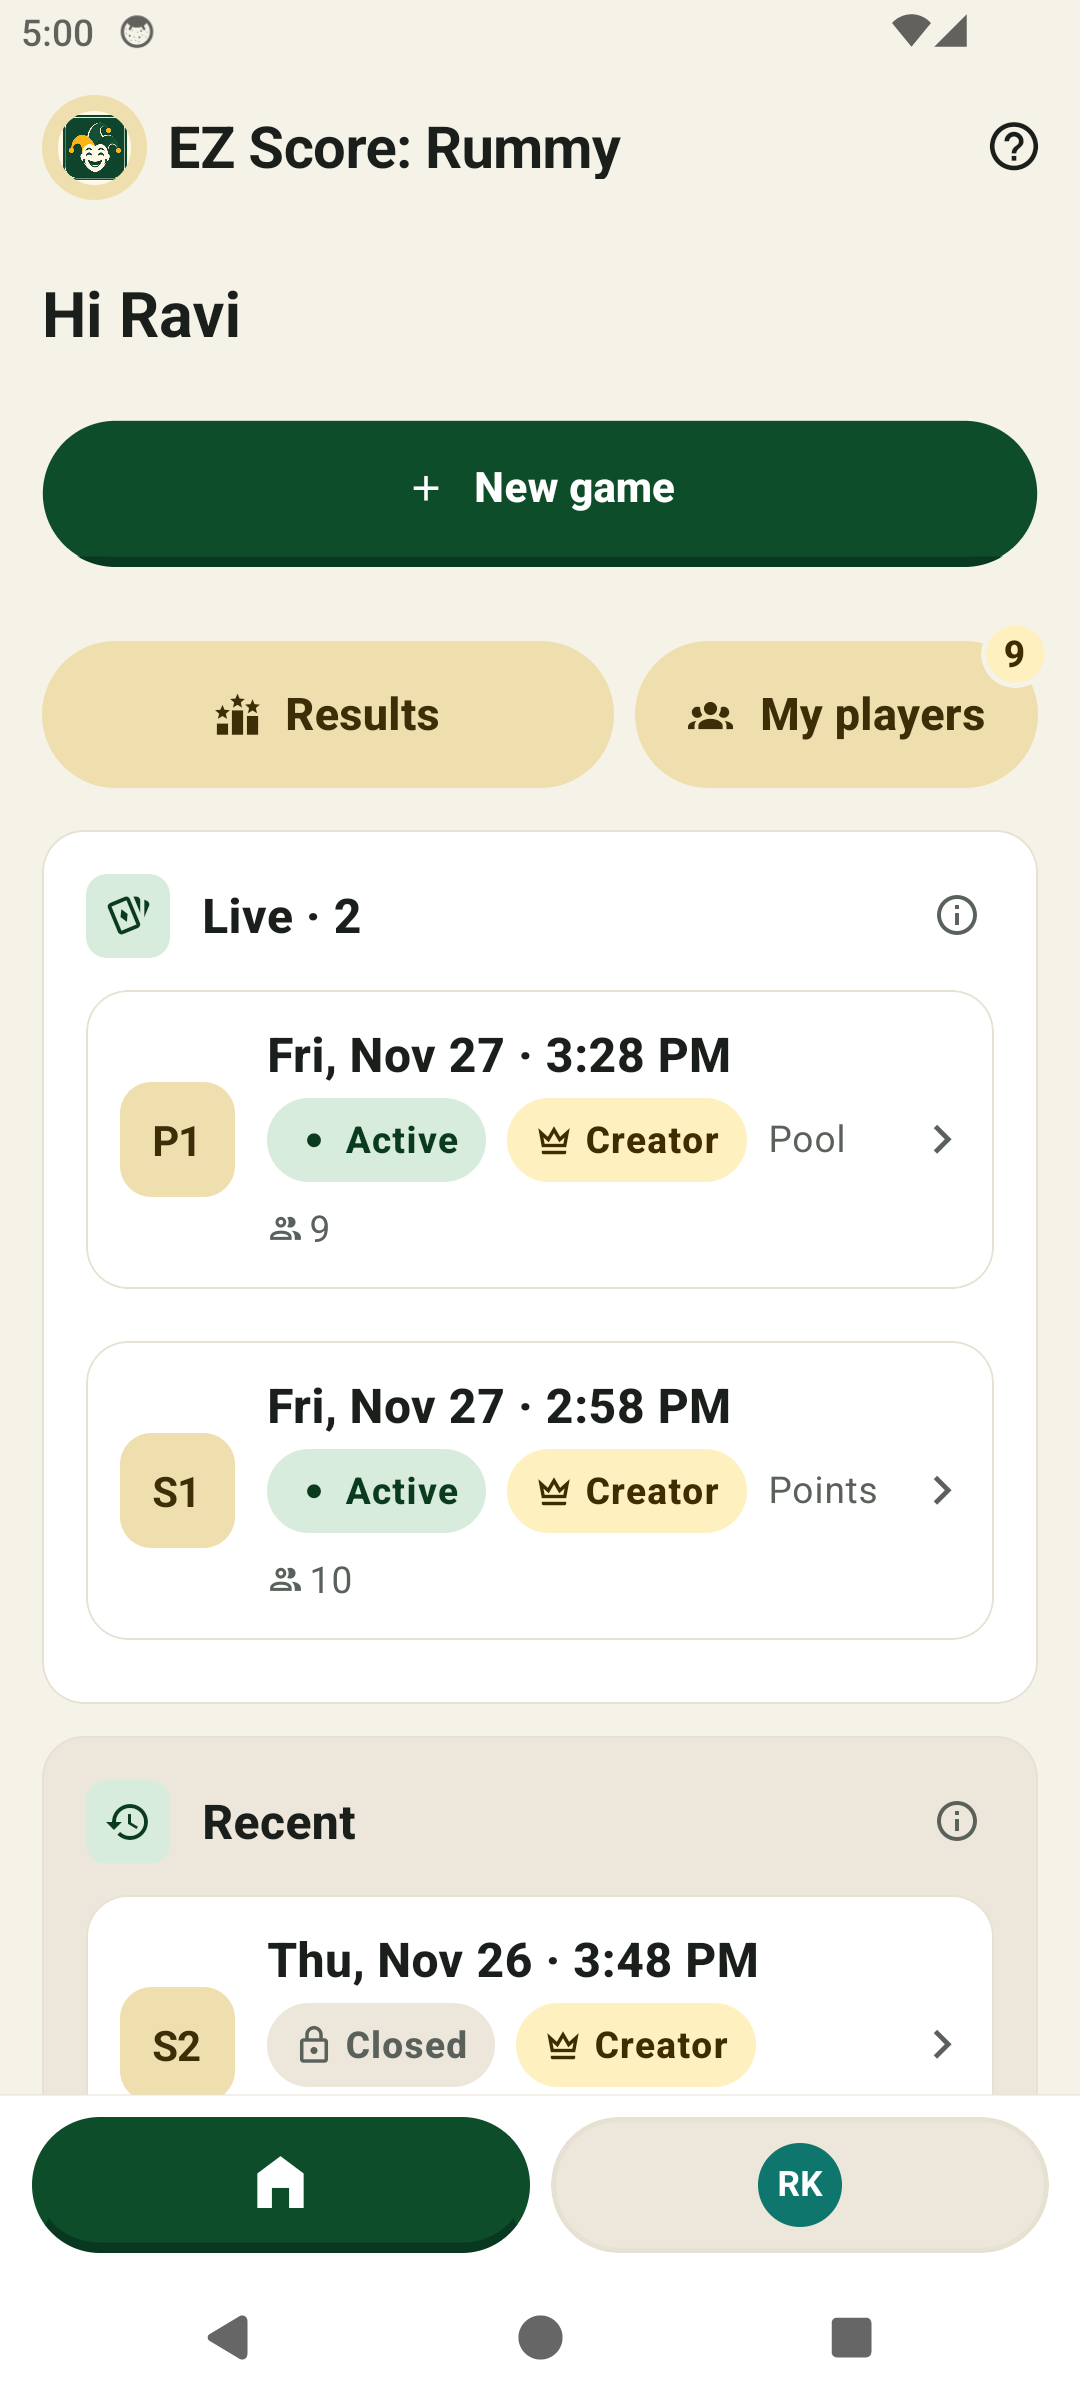 5:00
EZ Score: Rummy
Hi Ravi
New game
Results
My players
9
Live · 2
Fri, Nov 27 · 3:28 PM
P1
Active
Creator
Pool
9
Fri, Nov 27 · 2:58 PM
S1
Active
Creator
Points
10
Recent
Thu, Nov 26 · 3:48 PM
S2
Closed
Creator
RK